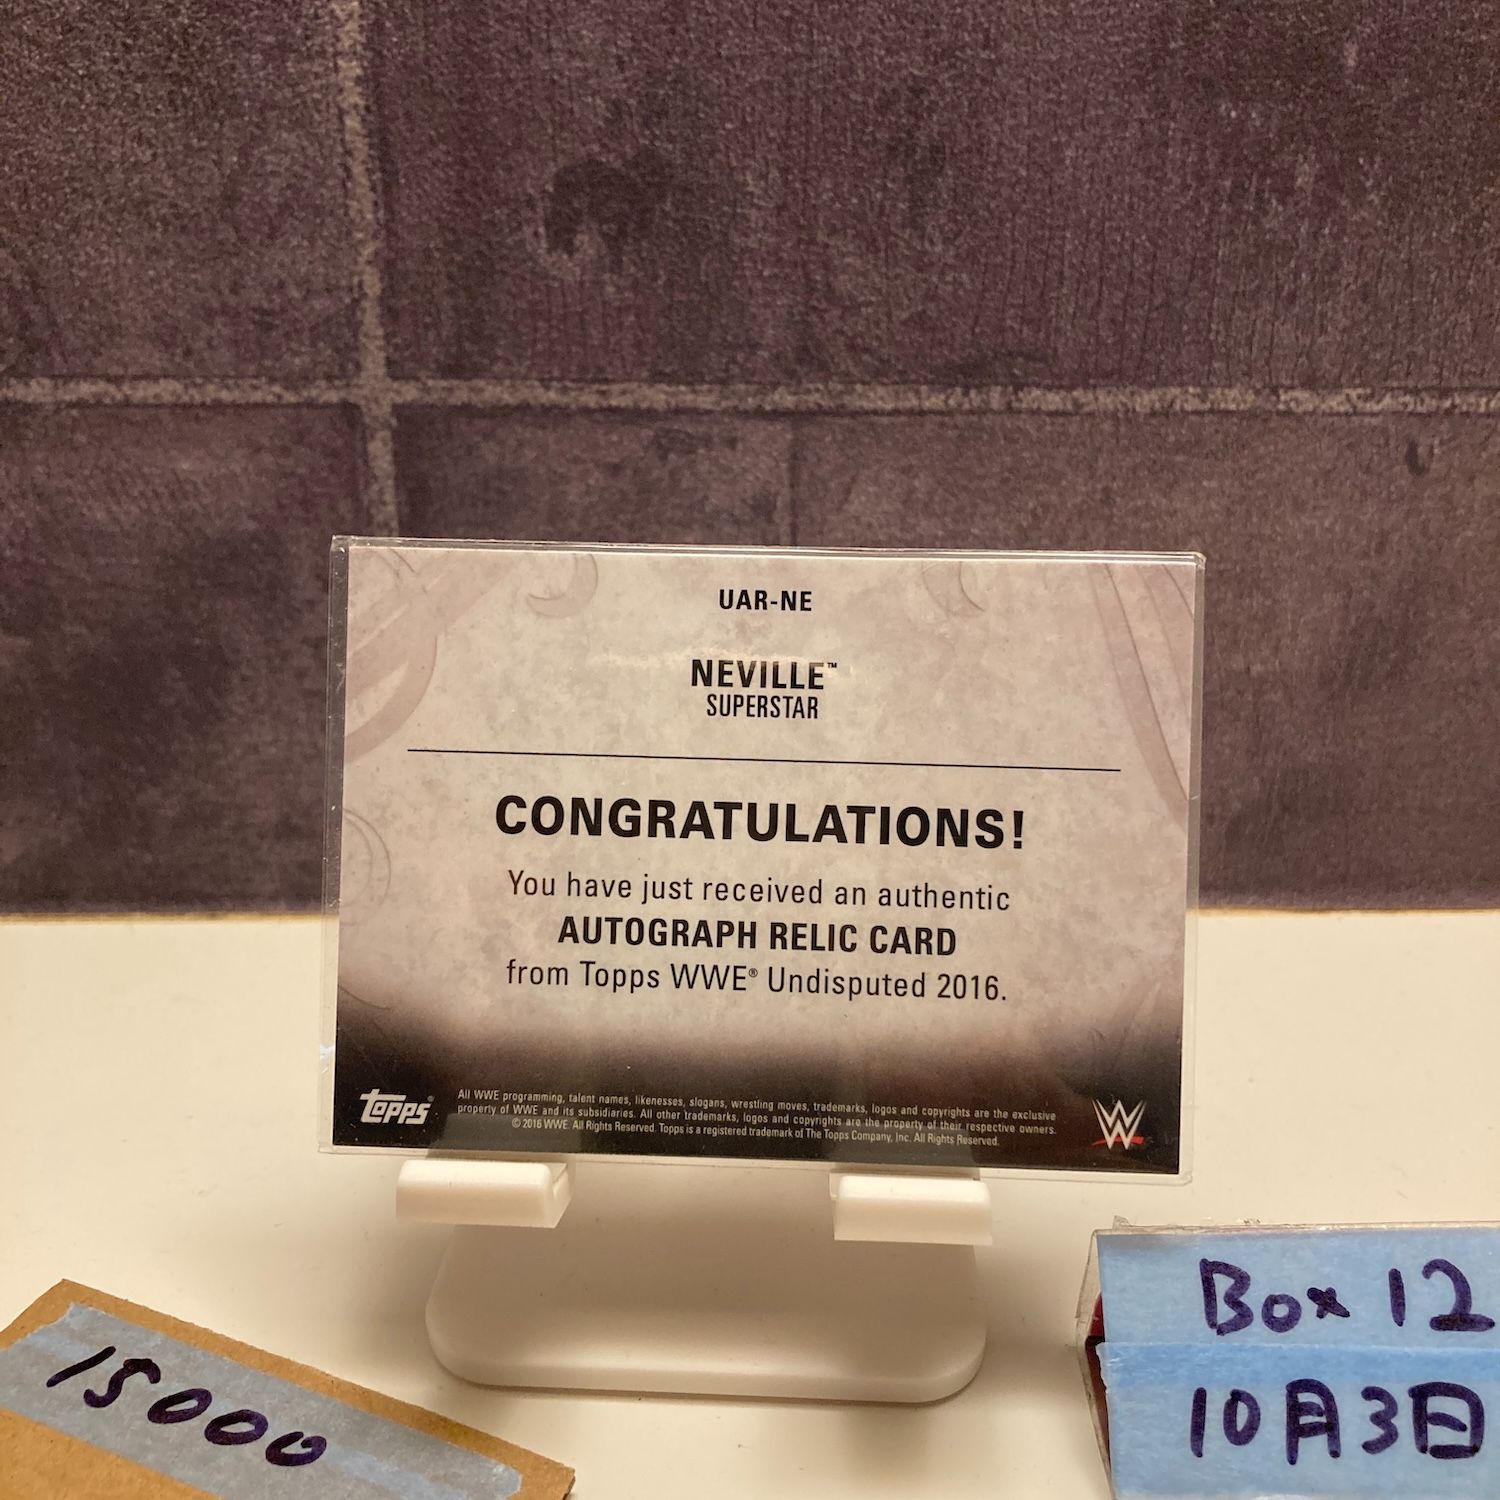 UAR-NE
NEVILLE™
SUPERSTAR
CONGRATULATIONS!
You have just received an authentic
AUTOGRAPH RELIC CARD
from Topps WWE® Undisputed 2016.
All WWE programming, talent names, likenesses, slogans, wrestling moves, trademarks, logos and copyrights are the exclusive
property of WWE and its subsidiaries. All other trademarks, logos and copyrights are the property of their respective owners.
© 2016 WWE. All Rights Reserved. Topps is a registered trademark of The Topps Company, Inc. All Rights Reserved.
Topps®
W
15000
Box 12
10月3日